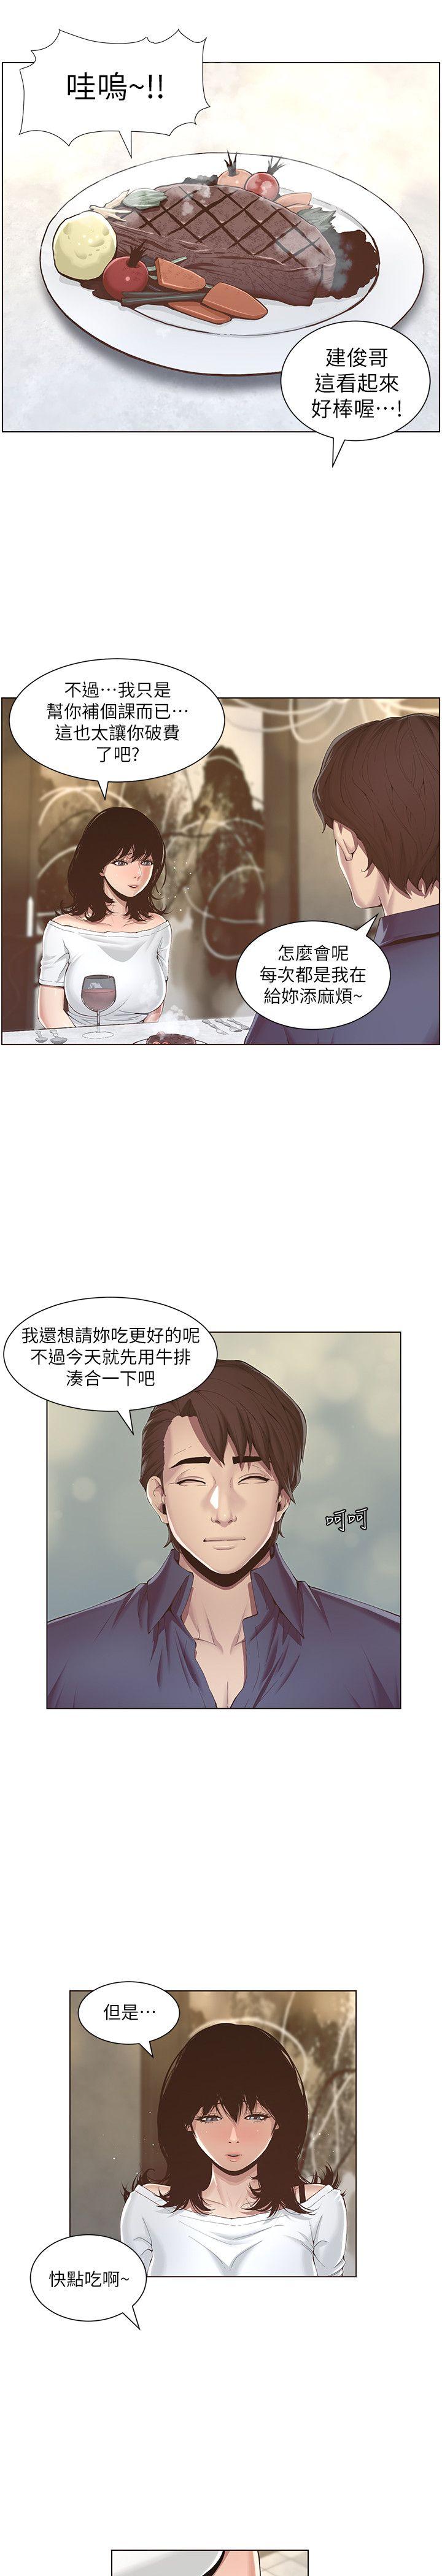 哇嗚~!!
建俊哥
這看起來
好棒喔…!
不過…我只是
幫你補個課而已…
這也太讓你破費
了吧?
怎麼會呢
每次都是我在
給妳添麻煩~
我還想請妳吃更好的呢
不過今天就先用牛排
湊合一下吧
呵呵
但是…
快點吃啊~